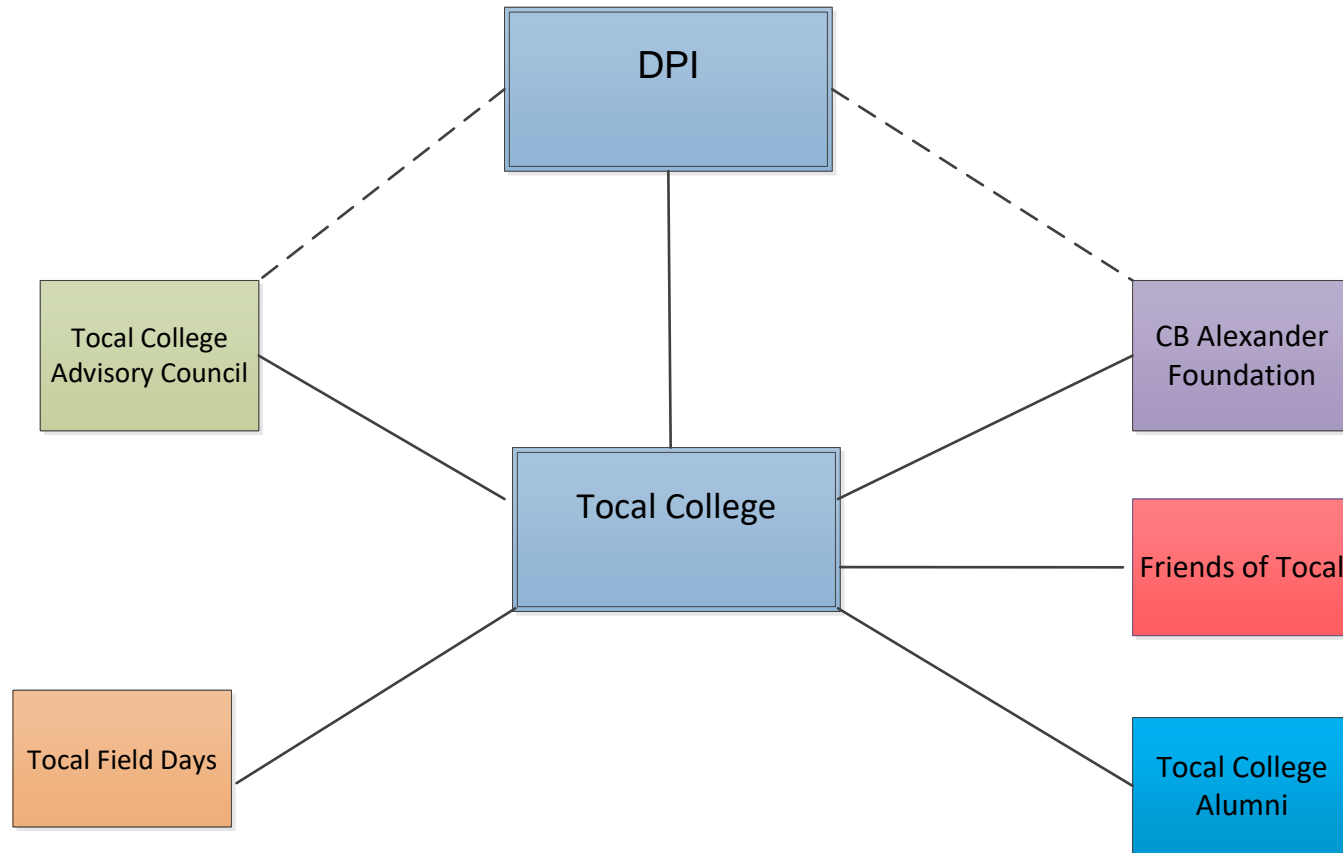 DPI
Tocal College
Advisory Council
CB Alexander
Foundation
Tocal College
Friends of Tocal
Tocal Field Days
Tocal College
Alumni